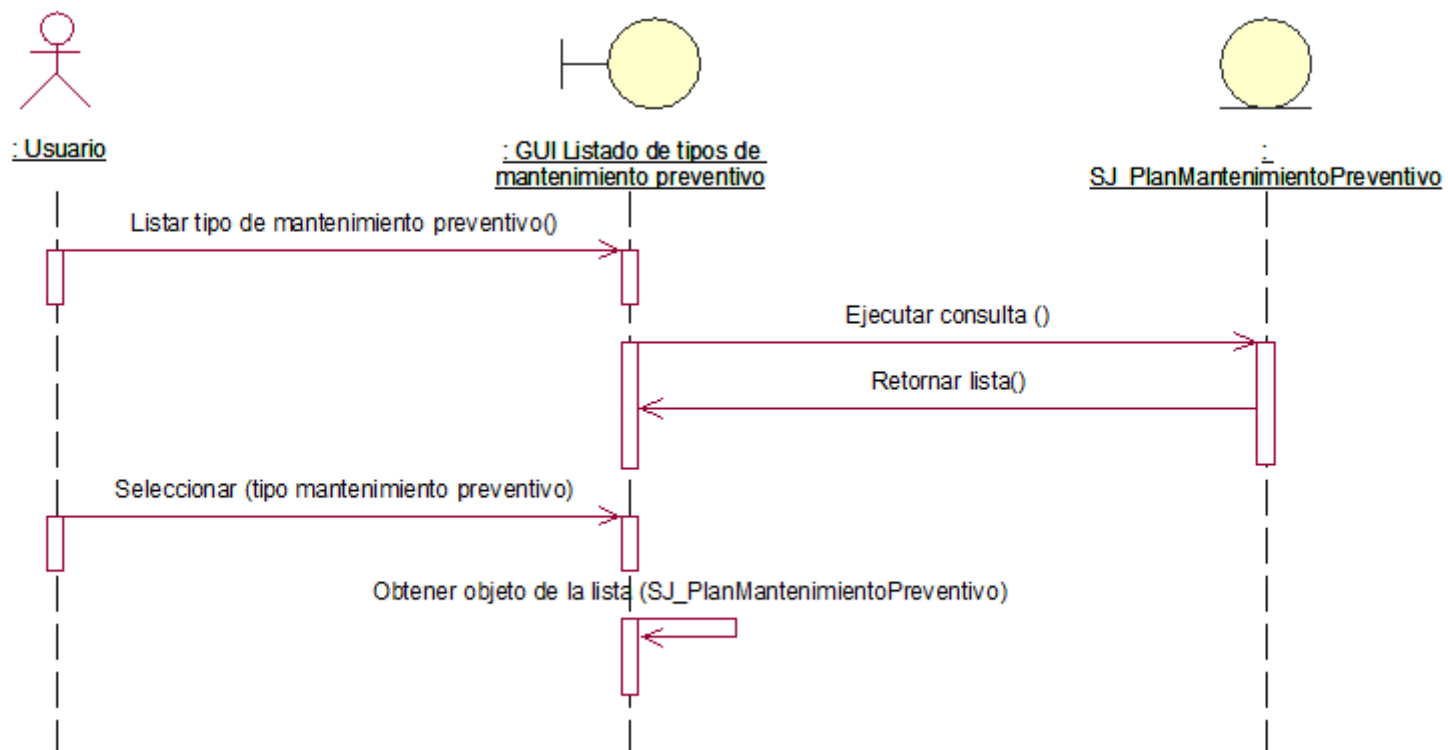 : Usuario
: GUI Listado de tipos de
mantenimiento preventivo
:
SJ_PlanMantenimientoPreventivo
Listar tipo de mantenimiento preventivo()
Ejecutar consulta ()
Retornar lista()
Seleccionar (tipo mantenimiento preventivo)
Obtener objeto de la lista (SJ_PlanMantenimientoPreventivo)